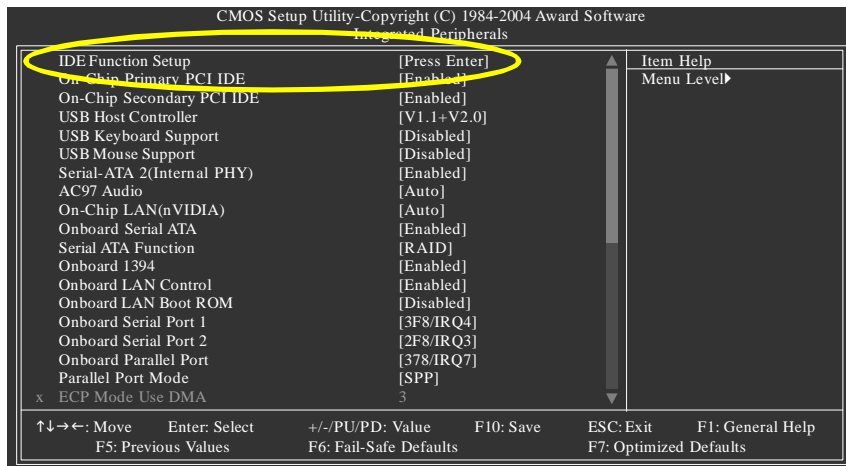 CMOS Setup Utility-Copyright (C) 1984-2004 Award Software
Integrated Peripherals
IDE Function Setup [Press Enter]
On-Chip Primary PCI IDE [Enabled]
On-Chip Secondary PCI IDE [Enabled]
USB Host Controller [V1.1+V2.0]
USB Keyboard Support [Disabled]
USB Mouse Support [Disabled]
Serial-ATA 2(Internal PHY) [Enabled]
AC97 Audio [Auto]
On-Chip LAN(nVIDIA) [Auto]
Onboard Serial ATA [Enabled]
Serial ATA Function [RAID]
Onboard 1394 [Enabled]
Onboard LAN Control [Enabled]
Onboard LAN Boot ROM [Disabled]
Onboard Serial Port 1 [3F8/IRQ4]
Onboard Serial Port 2 [2F8/IRQ3]
Onboard Parallel Port [378/IRQ7]
Parallel Port Mode [SPP]
x ECP Mode Use DMA 3
Item Help
Menu Level▶
↑↓→←: Move Enter: Select +/-/PU/PD: Value F10: Save ESC: Exit F1: General Help
F5: Previous Values F6: Fail-Safe Defaults F7: Optimized Defaults